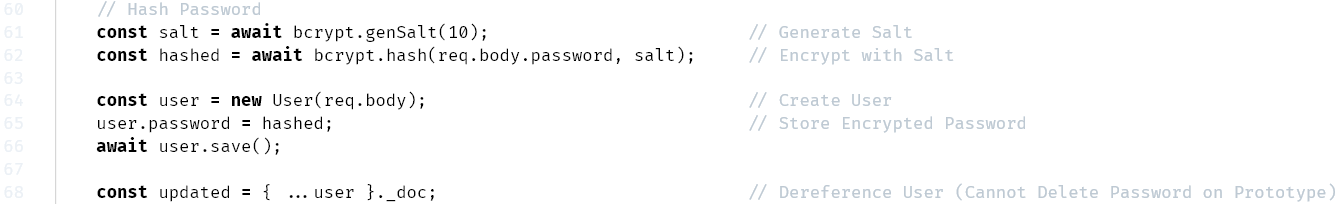 60 // Hash Password
61 const salt = await bcrypt.genSalt(10); // Generate Salt
62 const hashed = await bcrypt.hash(req.body.password, salt); // Encrypt with Salt
63
64 const user = new User(req.body); // Create User
65 user.password = hashed; // Store Encrypted Password
66 await user.save();
67
68 const updated = { ...user }._doc; // Dereference User (Cannot Delete Password on Prototype)